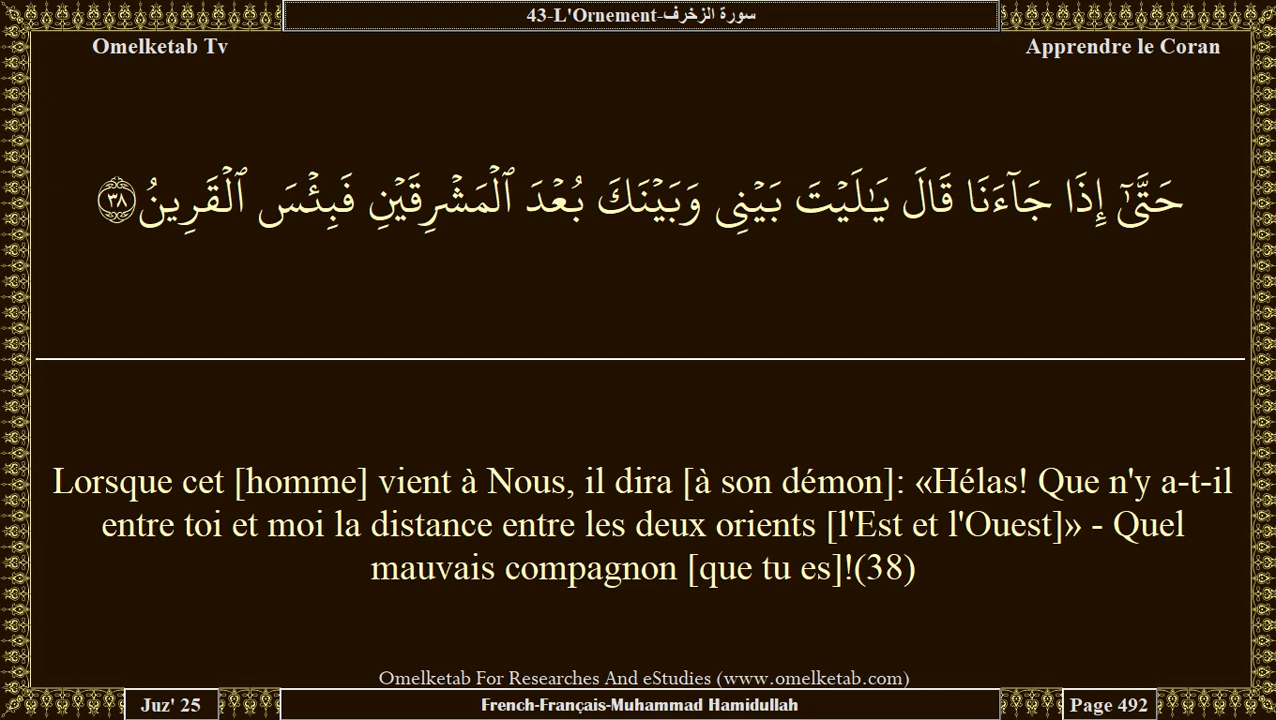 43-L'Ornement-سورة الزخرف
Omelketab Tv
Apprendre le Coran
حَتَّىٰٓ إِذَا جَآءَنَا قَالَ يَـٰلَيْتَ بَيْنِى وَبَيْنَكَ بُعْدَ ٱلْمَشْرِقَيْنِ فَبِئْسَ ٱلْقَرِينُ ٣٨
Lorsque cet [homme] vient à Nous, il dira [à son démon]: «Hélas! Que n'y a-t-il
entre toi et moi la distance entre les deux orients [l'Est et l'Ouest]» - Quel
mauvais compagnon [que tu es]!(38)
Omelketab For Researches And eStudies (www.omelketab.com)
Juz' 25
French-Français-Muhammad Hamidullah
Page 492